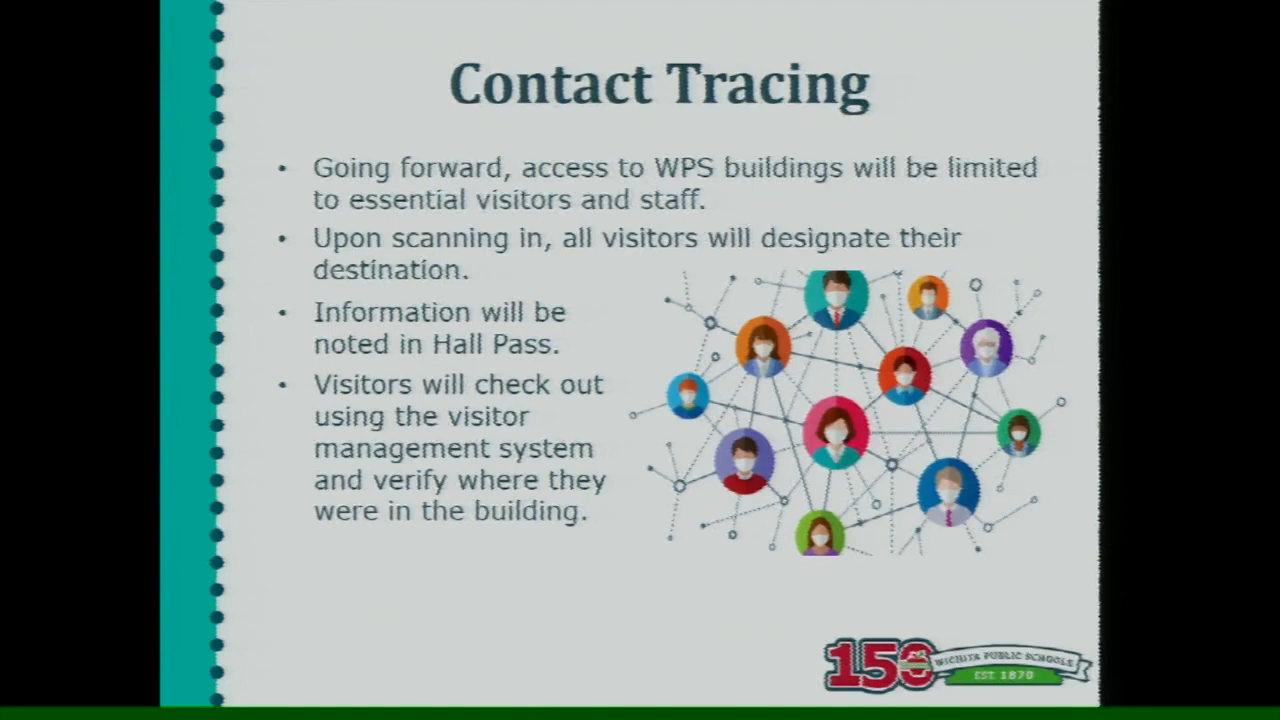 Contact Tracing
• Going forward, access to WPS buildings will be limited
to essential visitors and staff.
• Upon scanning in, all visitors will designate their
destination.
• Information will be
noted in Hall Pass.
• Visitors will check out
using the visitor
management system
and verify where they
were in the building.
150 WICHITA PUBLIC SCHOOLS
EST. 1870